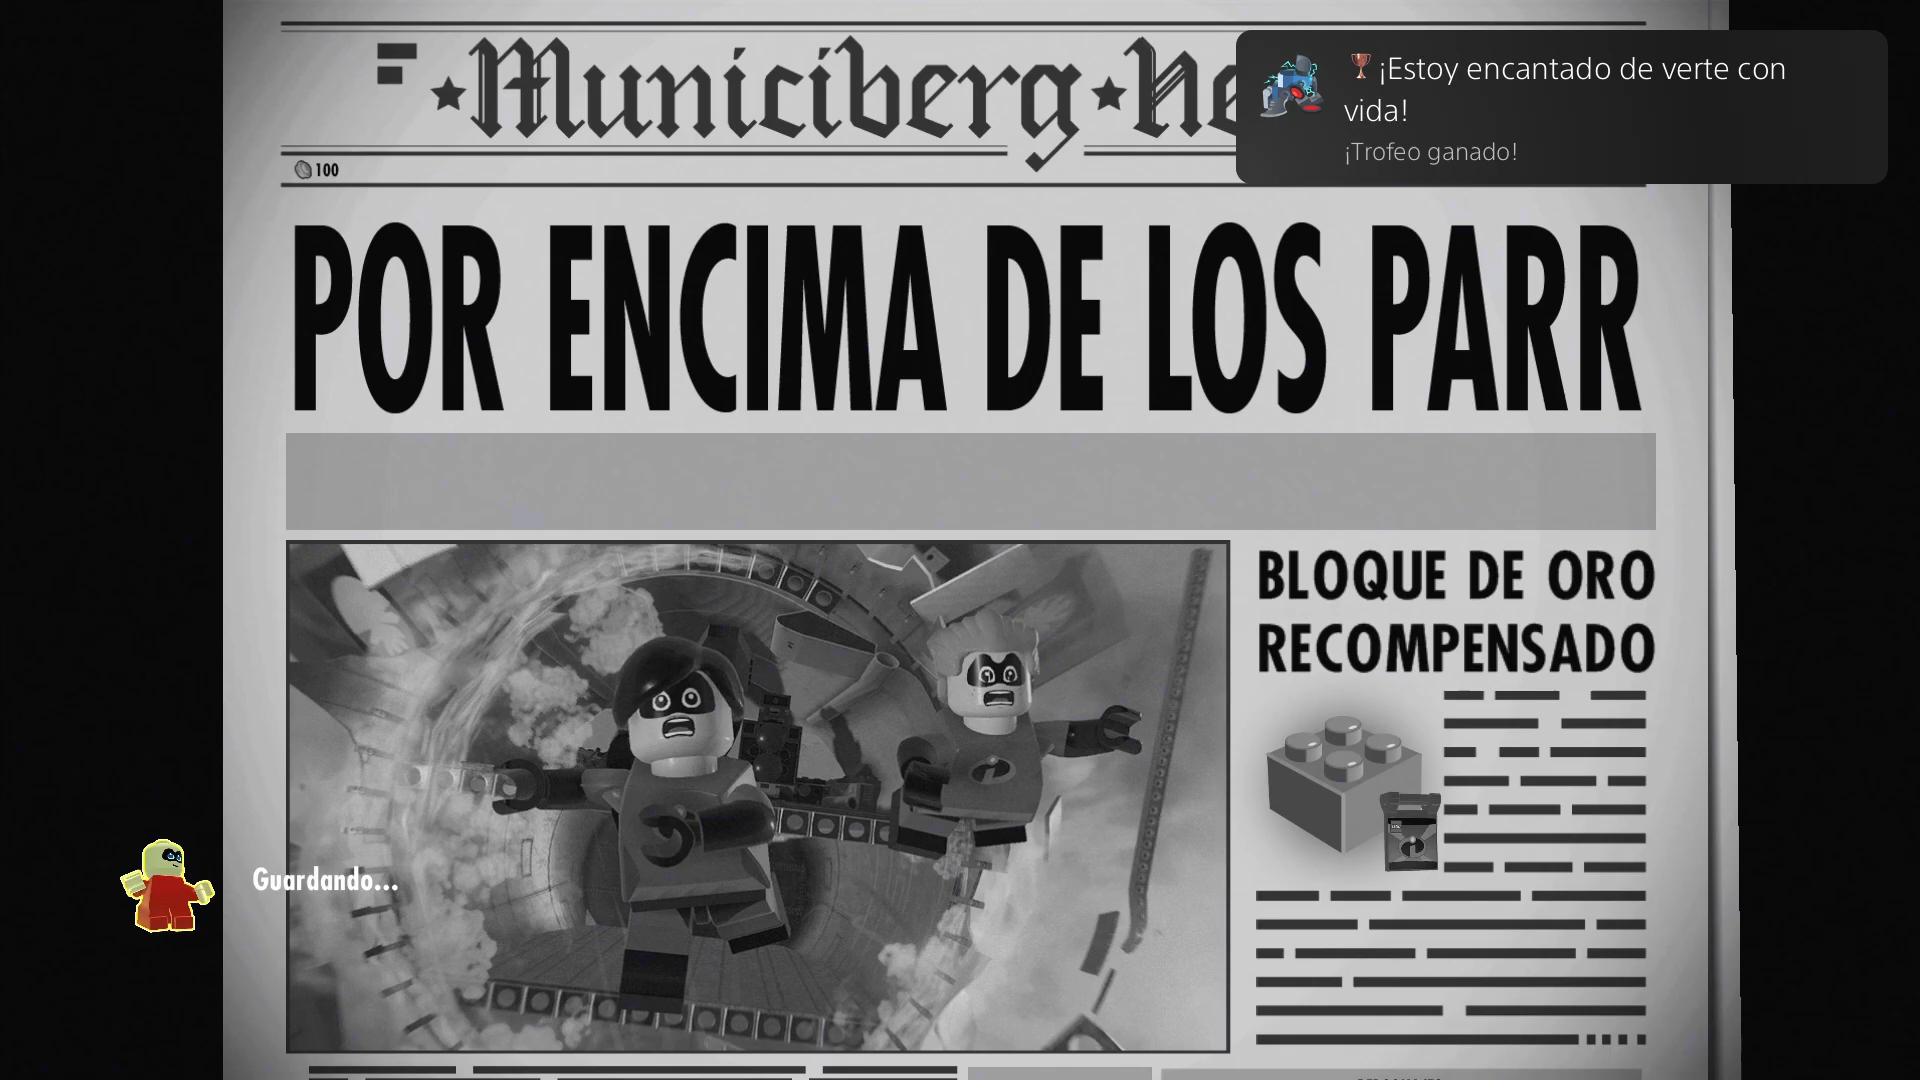 Municiberg
¡Estoy encantado de verte con
vida!
¡Trofeo ganado!
100
POR ENCIMA DE LOS PARR
BLOQUE DE ORO
RECOMPENSADO
Guardando...